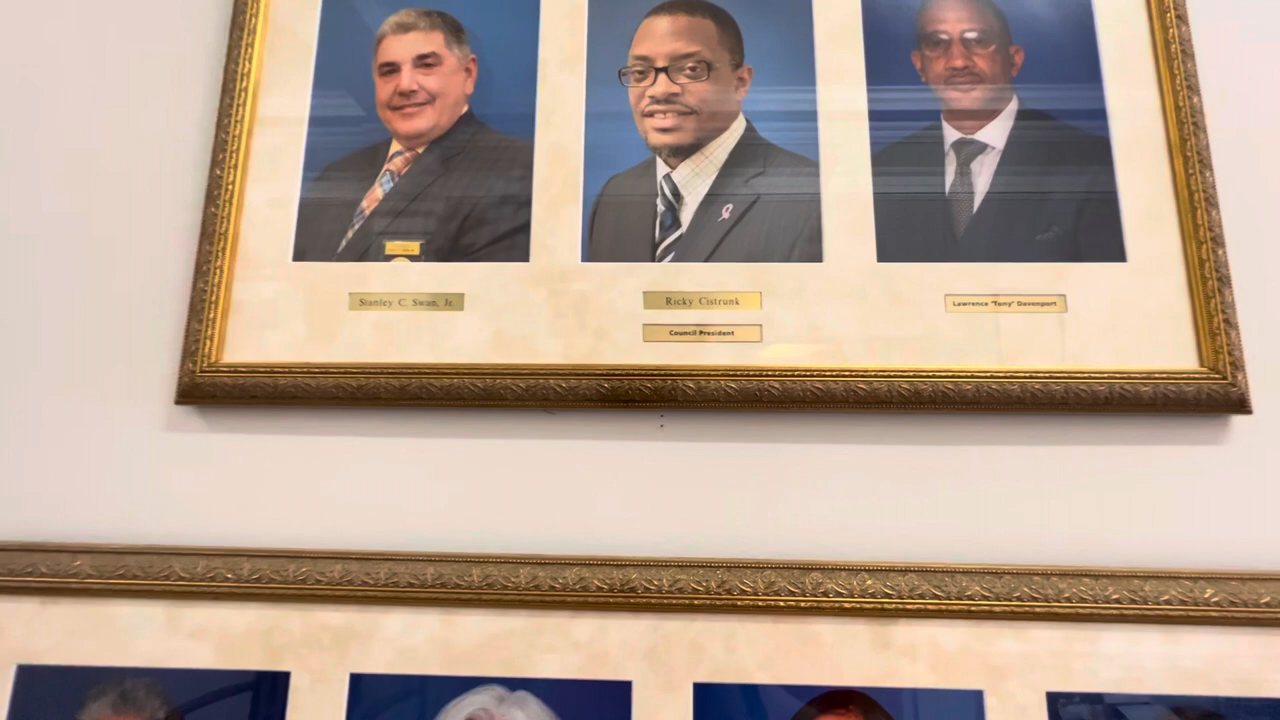 Stanley C. Swan, Jr.
Ricky Cistrunk
Lawrence "Tony" Davenport
Council President